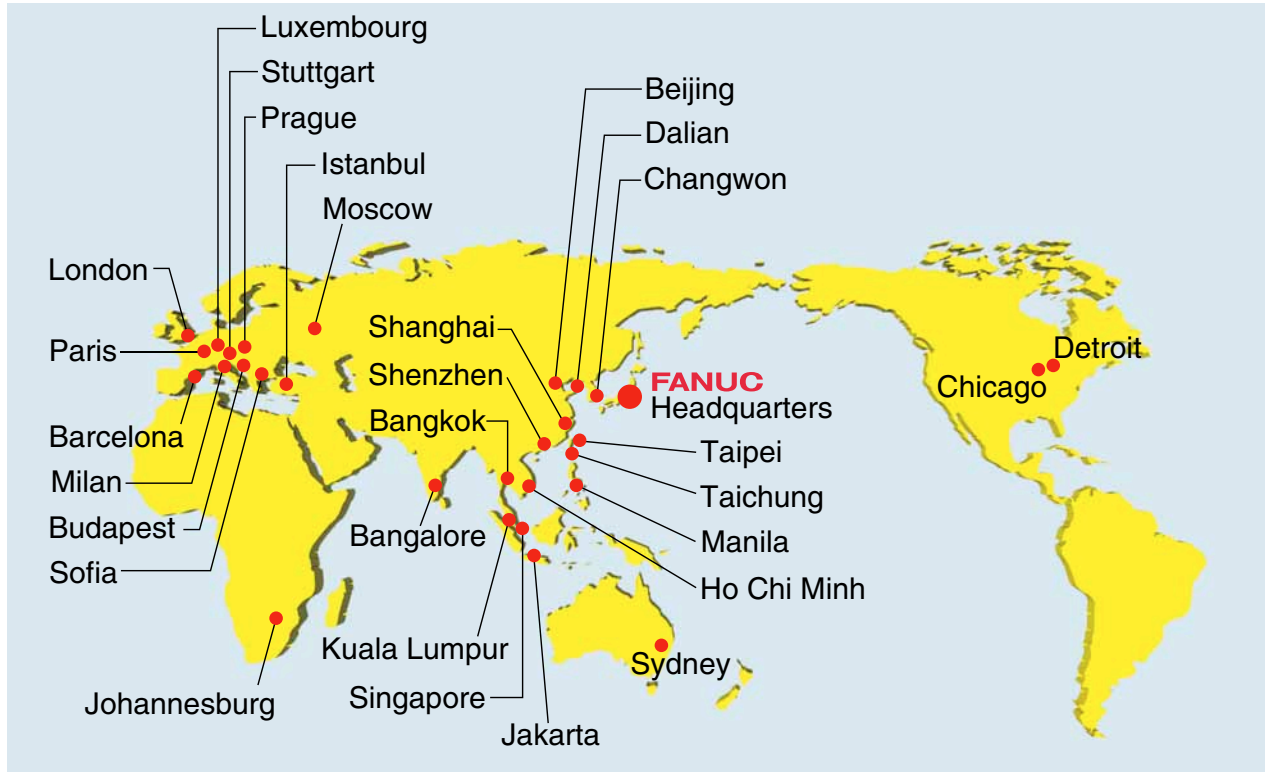 Luxembourg
Stuttgart
Prague
Istanbul
Moscow
London
Paris
Barcelona
Milan
Budapest
Sofia
Johannesburg
Beijing
Dalian
Changwon
Shanghai
Shenzhen
Bangkok
Bangalore
FANUC
Headquarters
Taipei
Taichung
Manila
Ho Chi Minh
Kuala Lumpur
Singapore
Jakarta
Sydney
Detroit
Chicago